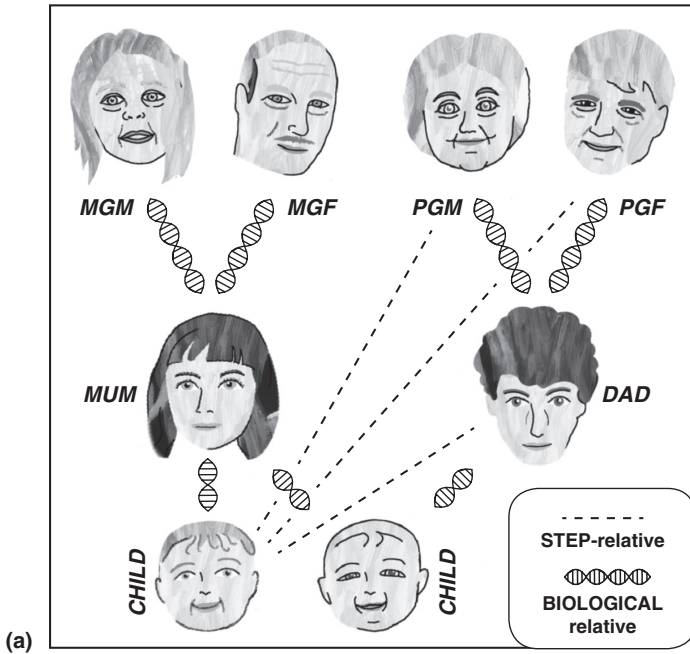 MGM MGF PGM PGF
MUM DAD
CHILD CHILD
STEP-relative
BIOLOGICAL
relative
(a)